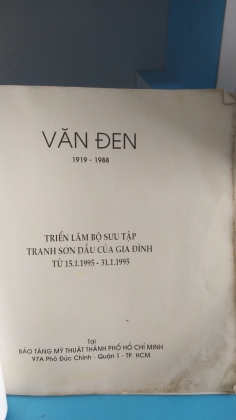 VĂN ĐEN
1919 - 1988
TRIỂN LÃM BỘ SƯU TẬP
TRANH SƠN DẦU CỦA GIA ĐÌNH
TỪ 15.1.1995 - 31.1.1995
Tại
BẢO TÀNG MỸ THUẬT THÀNH PHỐ HỒ CHÍ MINH
97A Phó Đức Chính - Quận 1 - TP. HCM